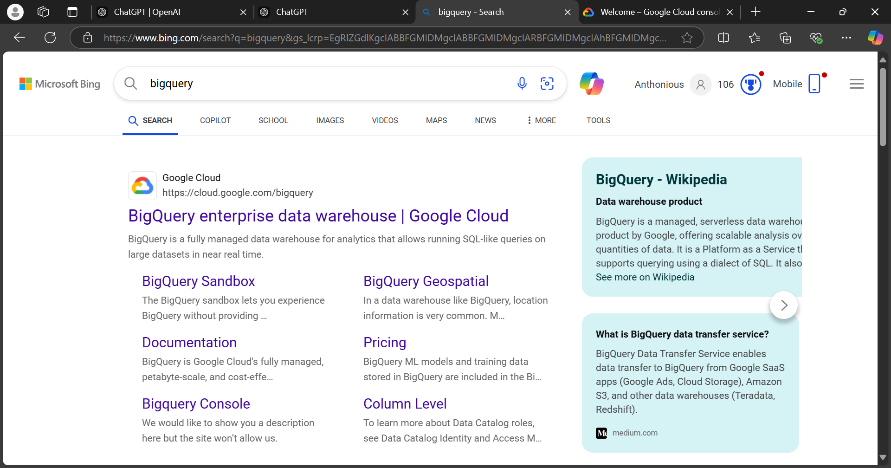 ChatGPT | OpenAI
ChatGPT
bigquery - Search
Welcome – Google Cloud consol
https://www.bing.com/search?q=bigquery&gs_lcrp=EgRlZGdlKgclABBFGMIDMgclABBFGMIDMgclARBFGMIDMgclAhBFGMIDMgc...
Microsoft Bing
bigquery
Anthonious
106
Mobile
SEARCH
COPILOT
SCHOOL
IMAGES
VIDEOS
MAPS
NEWS
MORE
TOOLS
Google Cloud
https://cloud.google.com/bigquery
BigQuery enterprise data warehouse | Google Cloud
BigQuery is a fully managed data warehouse for analytics that allows running SQL-like queries on
large datasets in near real time.
BigQuery Sandbox
The BigQuery sandbox lets you experience
BigQuery without providing ...
BigQuery Geospatial
In a data warehouse like BigQuery, location
information is very common. M...
Documentation
BigQuery is Google Cloud's fully managed,
petabyte-scale, and cost-effe...
Pricing
BigQuery ML models and training data
stored in BigQuery are included in the Bi...
Bigquery Console
We would like to show you a description
here but the site won't allow us.
Column Level
To learn more about Data Catalog roles,
see Data Catalog Identity and Access M...
BigQuery - Wikipedia
Data warehouse product
BigQuery is a managed, serverless data warehou
product by Google, offering scalable analysis ov
quantities of data. It is a Platform as a Service
supports querying using a dialect of SQL. It also
See more on Wikipedia
What is BigQuery data transfer service?
BigQuery Data Transfer Service enables
data transfer to BigQuery from Google SaaS
apps (Google Ads, Cloud Storage), Amazon
S3, and other data warehouses (Teradata,
Redshift).
medium.com